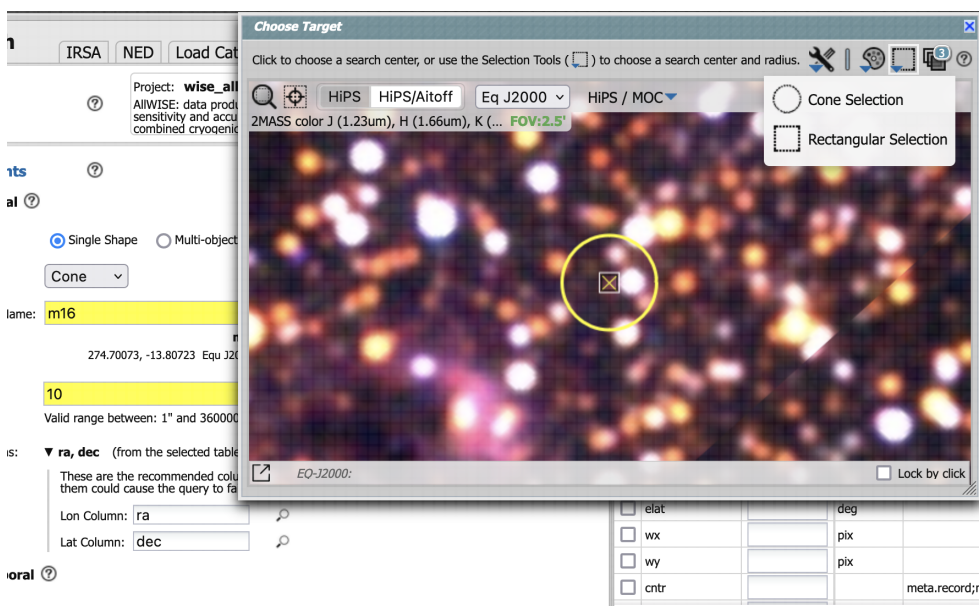 Choose Target
IRSA NED Load Cat
Click to choose a search center, or use the Selection Tools ( ) to choose a search center and radius.
3
Project: wise_all
AllWISE: data produ
sensitivity and accu
combined cryogenic
HiPS HiPS/Aitoff Eq J2000 HiPS / MOC
2MASS color J (1.23um), H (1.66um), K (... FOV:2.5'
Cone Selection
Rectangular Selection
nts
al
Single Shape Multi-object
Cone
lame: m16
274.70073, -13.80723 Equ J20
10
Valid range between: 1" and 360000
ns: ▼ ra, dec (from the selected table
These are the recommended colu
them could cause the query to fa
Lon Column: ra
Lat Column: dec
oral
EQ-J2000: Lock by click
elat deg
wx pix
wy pix
cntr meta.record;r